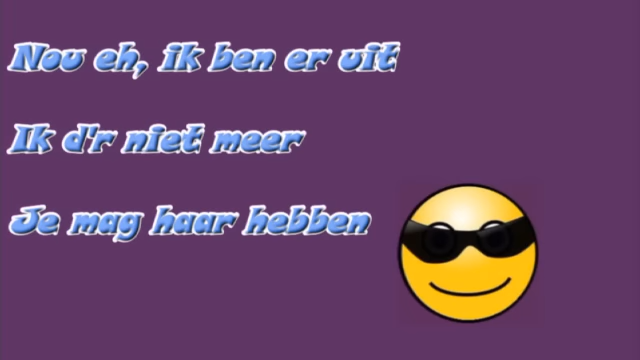 Nou eh, ik ben er uit
Ik d'r niet meer
Je mag haar hebben